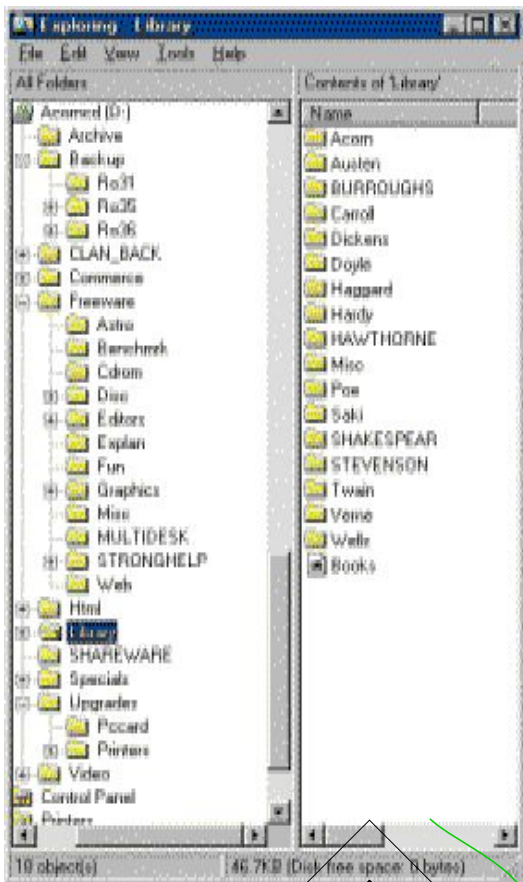 Exploring - Library
File Edit View Tools Help
All Folders
Acorned (D:)
Archive
Backup
Ro31
Ro35
Ro36
CLAN_BACK
Commerce
Freeware
Astro
Benchmrk
Cdrom
Disc
Editors
Explan
Fun
Graphics
Misc
MULTIDESK
STRONGHELP
Web
Html
Library
SHAREWARE
Specials
Upgrades
Pccard
Printers
Video
Control Panel
Printers
Contents of 'Library'
Name
Acorn
Austen
BURROUGHS
Carroll
Dickens
Doyle
Haggard
Hardy
HAWTHORNE
Misc
Poe
Saki
SHAKESPEAR
STEVENSON
Twain
Verne
Wells
Books
18 object(s)
46.7KB (Disk free space: 0 bytes)